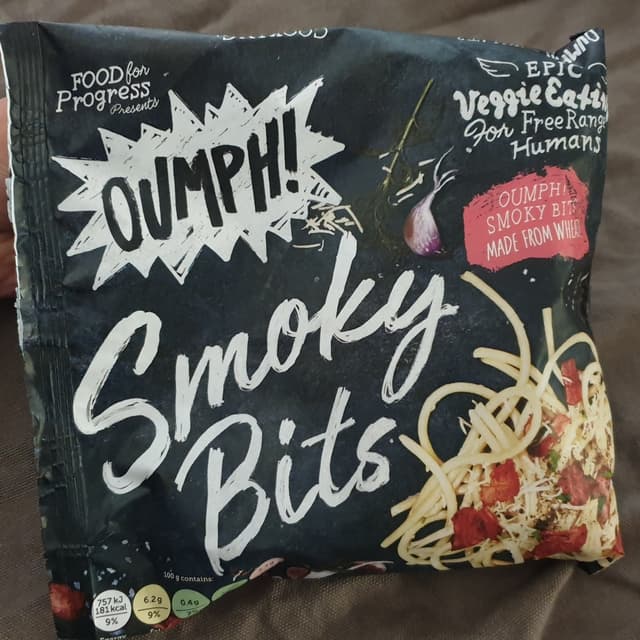 FOOD for
Progress
Presents
OUMPH!
EPIC
Veggie Eating
For Free Range
Humans
OUMPH!
SMOKY BITS
MADE FROM WHEAT
Smoky
Bits
100 g contains:
757 kJ
181 kcal
9%
6.2g
9%
0.4g